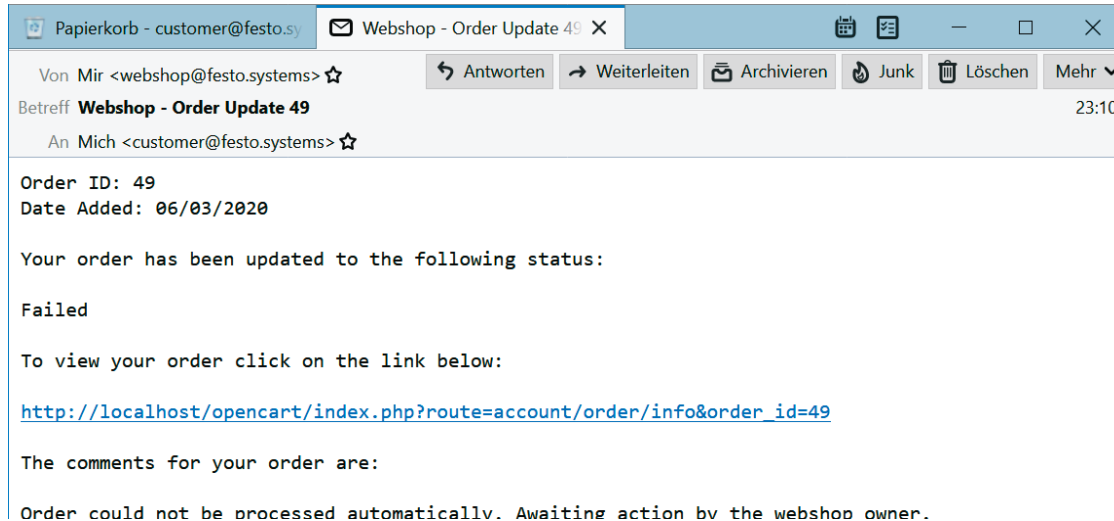 Papierkorb - customer@festo.sy
Webshop - Order Update 49
Von Mir <webshop@festo.systems>
Antworten Weiterleiten Archivieren Junk Löschen Mehr
Betreff Webshop - Order Update 49 23:10
An Mich <customer@festo.systems>
Order ID: 49
Date Added: 06/03/2020
Your order has been updated to the following status:
Failed
To view your order click on the link below:
http://localhost/opencart/index.php?route=account/order/info&order_id=49
The comments for your order are:
Order could not be processed automatically. Awaiting action by the webshop owner.